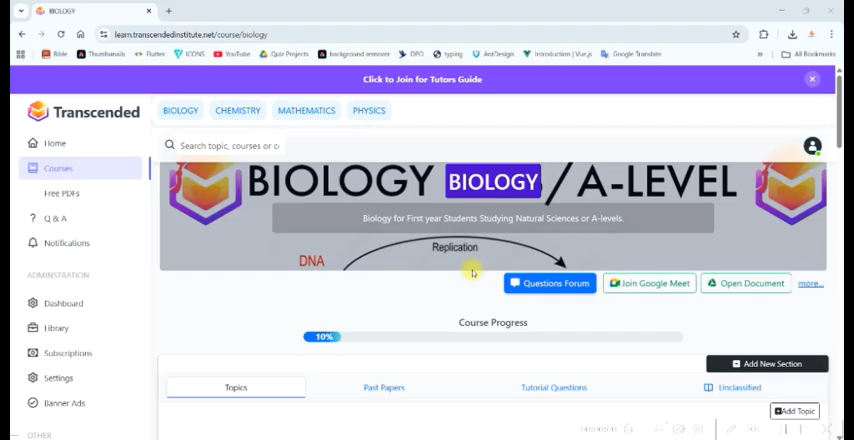 BIOLOGY
learn.transcendedinstitute.net/course/biology
Bible Thumbnails Flutter ICONS YouTube Quiz Projects background remover OPO typing AntDesign Introduction | Vue.js Google Translate » All Bookmarks
Click to Join for Tutors Guide
Transcended
BIOLOGY CHEMISTRY MATHEMATICS PHYSICS
Home
Search topic, courses or c
Courses
BIOLOGY BIOLOGY /A-LEVEL
Free PDFs
Biology for First year Students Studying Natural Sciences or A-levels.
Q & A
Notifications
Replication
DNA
ADMINSTRATION
Questions Forum Join Google Meet Open Document more...
Dashboard
Library
Course Progress
10%
Subscriptions
Add New Section
Settings
Topics Past Papers Tutorial Questions Unclassified
Banner Ads
Add Topic
OTHER